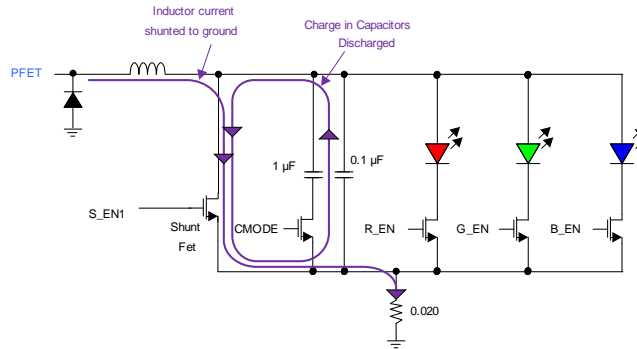 Inductor current
shunted to ground
Charge in Capacitors
Discharged
PFET
1 µF
0.1 µF
S_EN1
Shunt
Fet
CMODE
R_EN
G_EN
B_EN
0.020